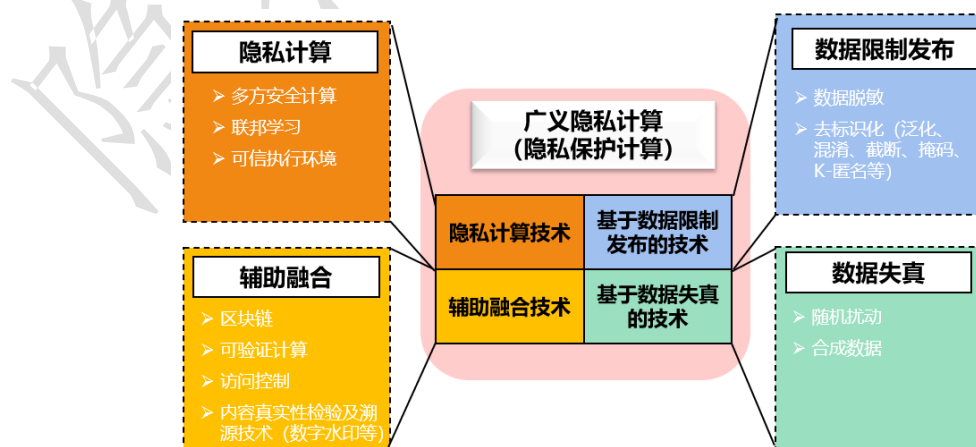 隐私计算
多方安全计算
联邦学习
可信执行环境
广义隐私计算
（隐私保护计算）
数据限制发布
数据脱敏
去标识化（泛化、
混淆、截断、掩码、
K-匿名等）
隐私计算技术
基于数据限制
发布的技术
辅助融合技术
基于数据失真
的技术
辅助融合
区块链
可验证计算
访问控制
内容真实性检验及溯
源技术（数字水印等）
数据失真
随机扰动
合成数据